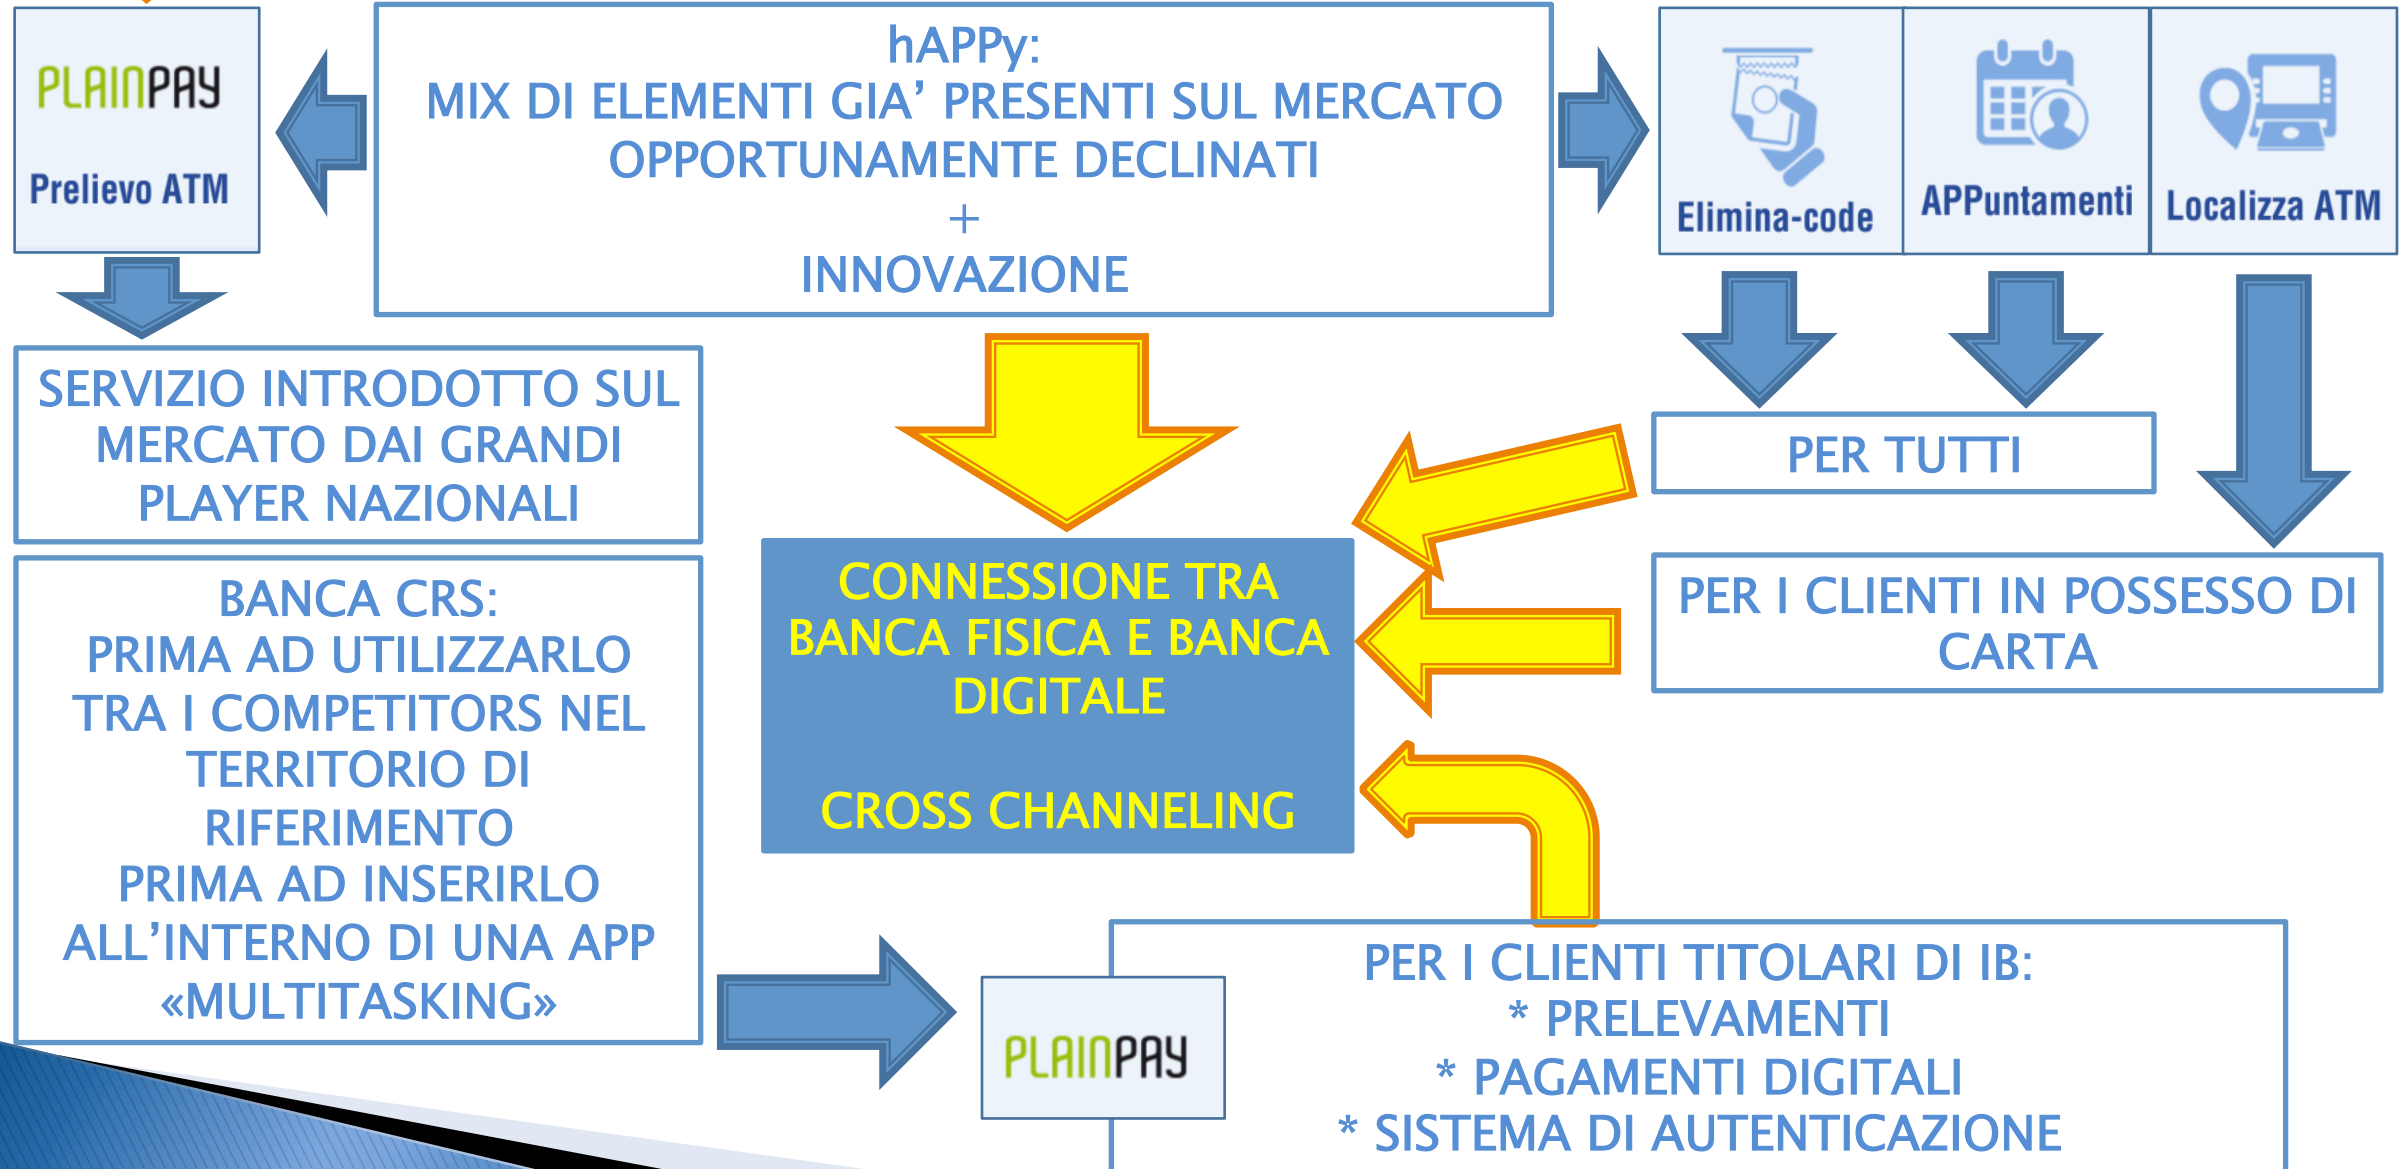 PLAINPAY
Prelievo ATM
hAPPy:
MIX DI ELEMENTI GIA’ PRESENTI SUL MERCATO
OPPORTUNAMENTE DECLINATI
+
INNOVAZIONE
Elimina-code
APPuntamenti
Localizza ATM
SERVIZIO INTRODOTTO SUL
MERCATO DAI GRANDI
PLAYER NAZIONALI
PER TUTTI
CONNESSIONE TRA
BANCA FISICA E BANCA
DIGITALE
CROSS CHANNELING
PER I CLIENTI IN POSSESSO DI
CARTA
BANCA CRS:
PRIMA AD UTILIZZARLO
TRA I COMPETITORS NEL
TERRITORIO DI
RIFERIMENTO
PRIMA AD INSERIRLO
ALL’INTERNO DI UNA APP
«MULTITASKING»
PLAINPAY
PER I CLIENTI TITOLARI DI IB:
* PRELEVAMENTI
* PAGAMENTI DIGITALI
* SISTEMA DI AUTENTICAZIONE